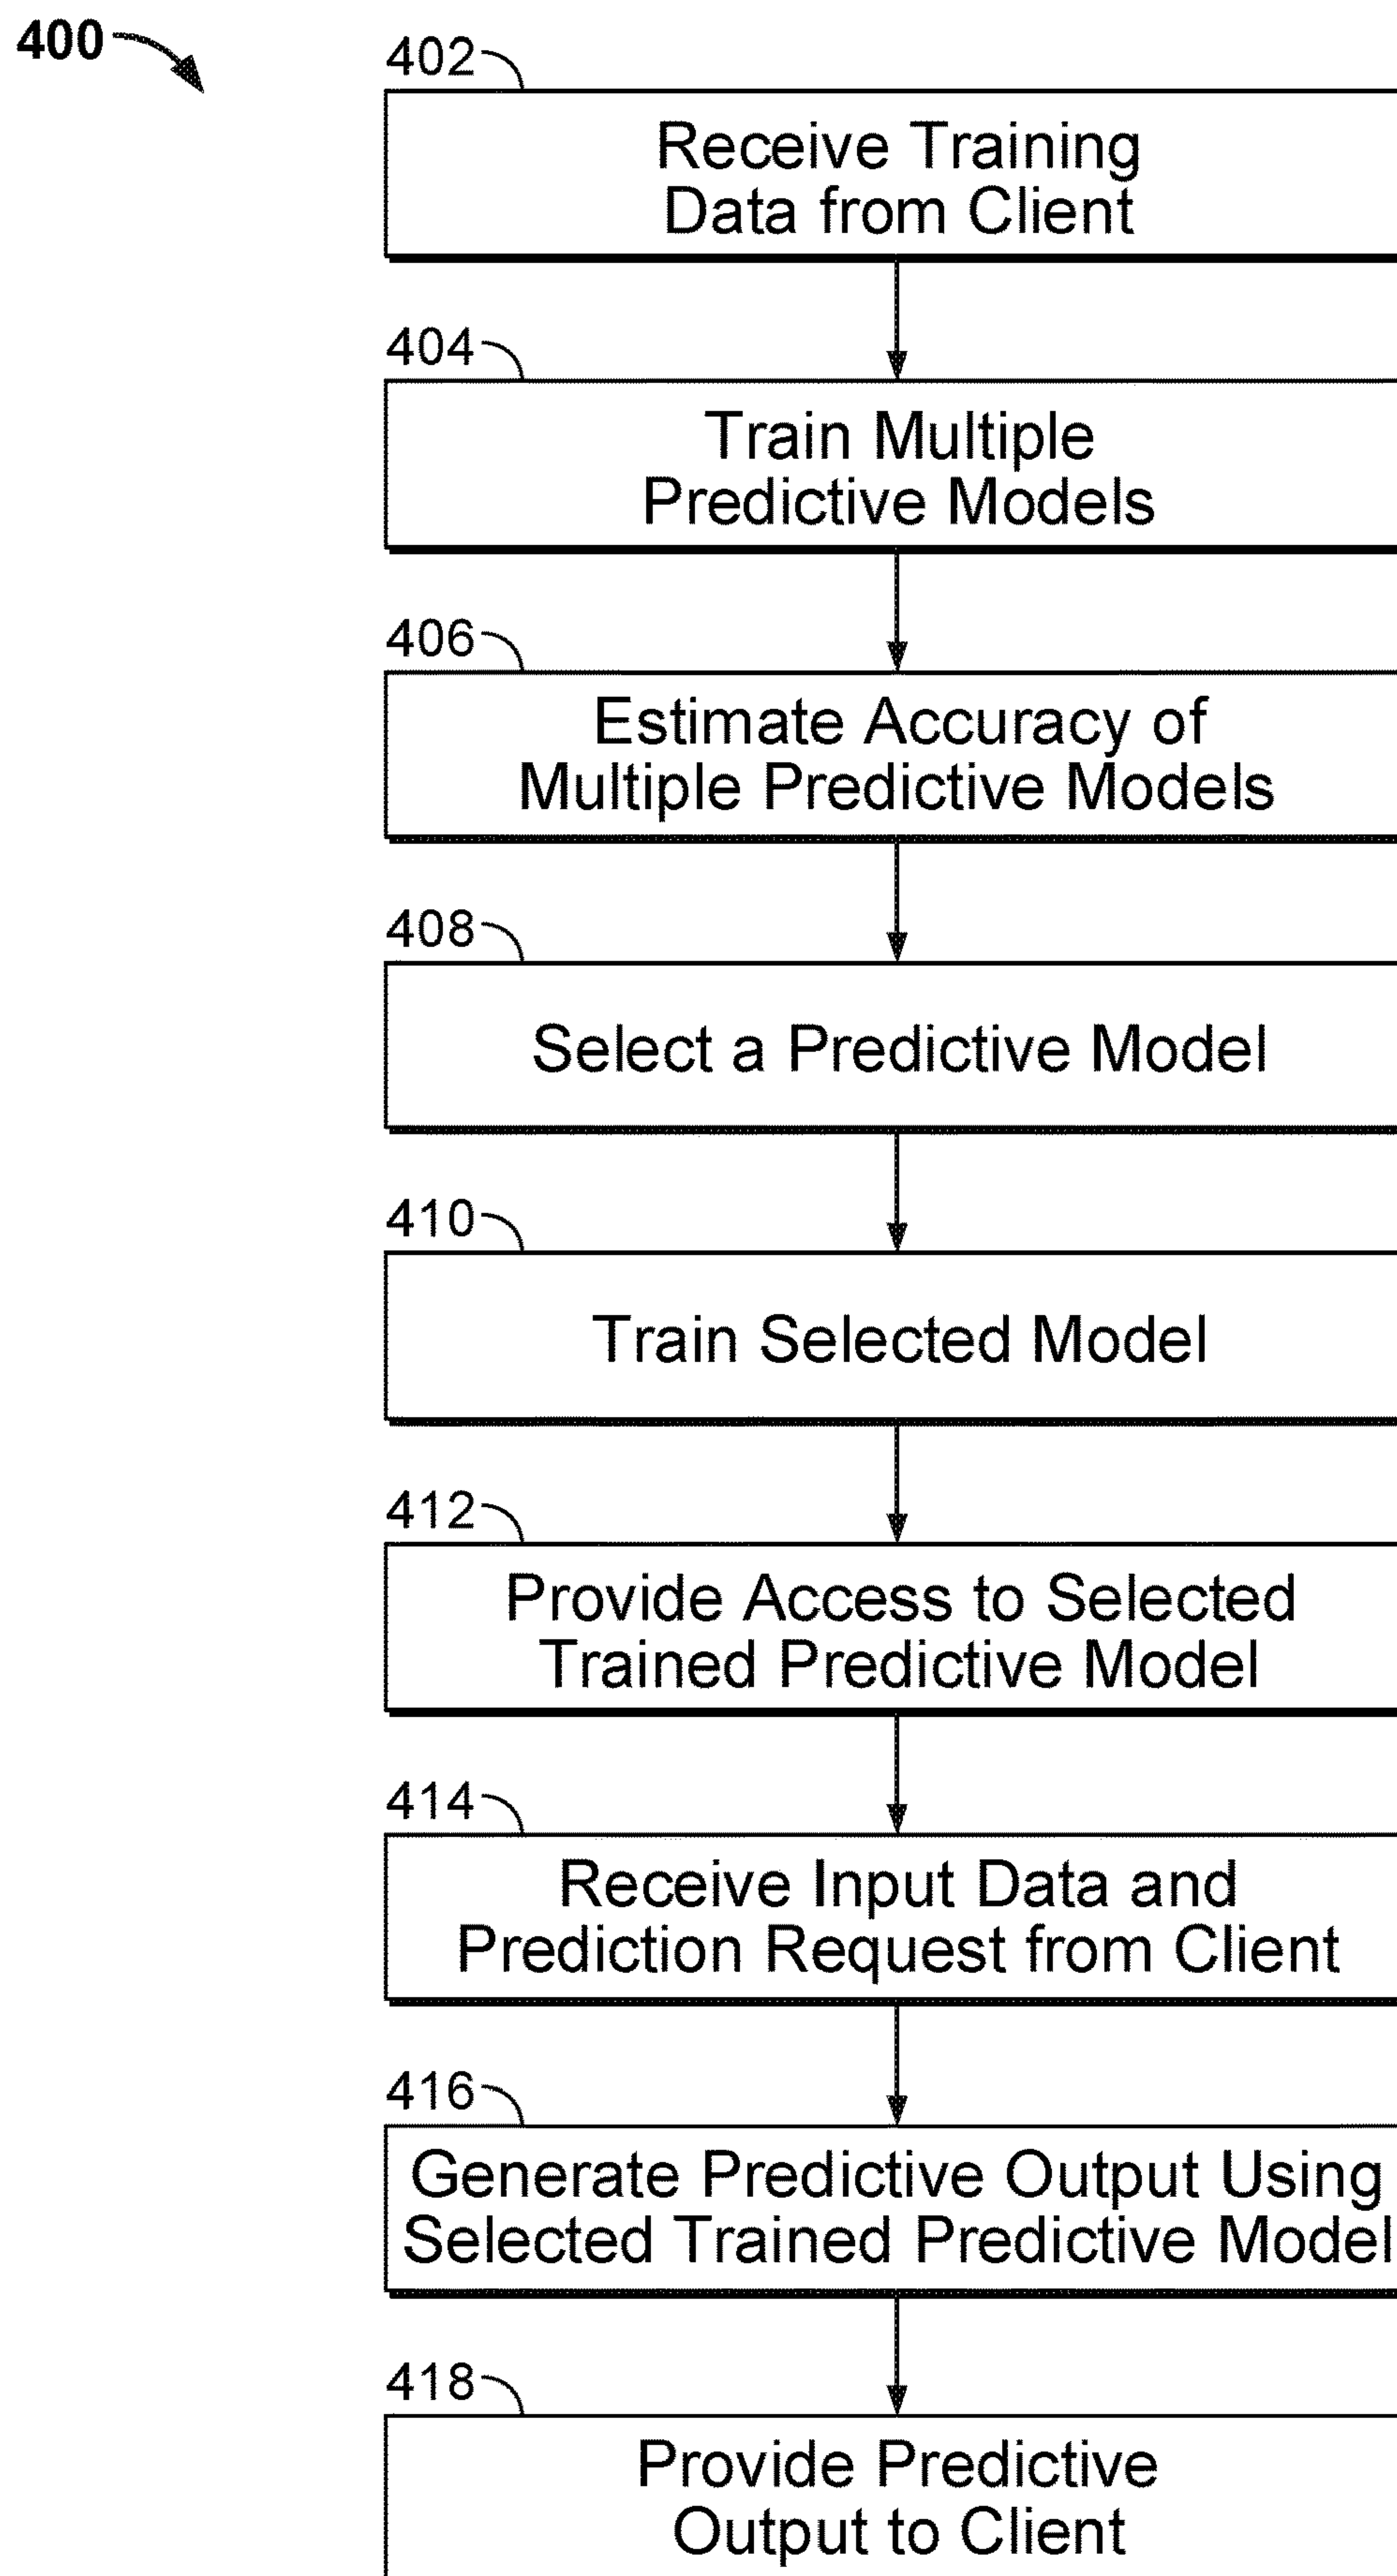 400
402
Receive Training
Data from Client
404
Train Multiple
Predictive Models
406
Estimate Accuracy of
Multiple Predictive Models
408
Select a Predictive Model
410
Train Selected Model
412
Provide Access to Selected
Trained Predictive Model
414
Receive Input Data and
Prediction Request from Client
416
Generate Predictive Output Using
Selected Trained Predictive Model
418
Provide Predictive
Output to Client